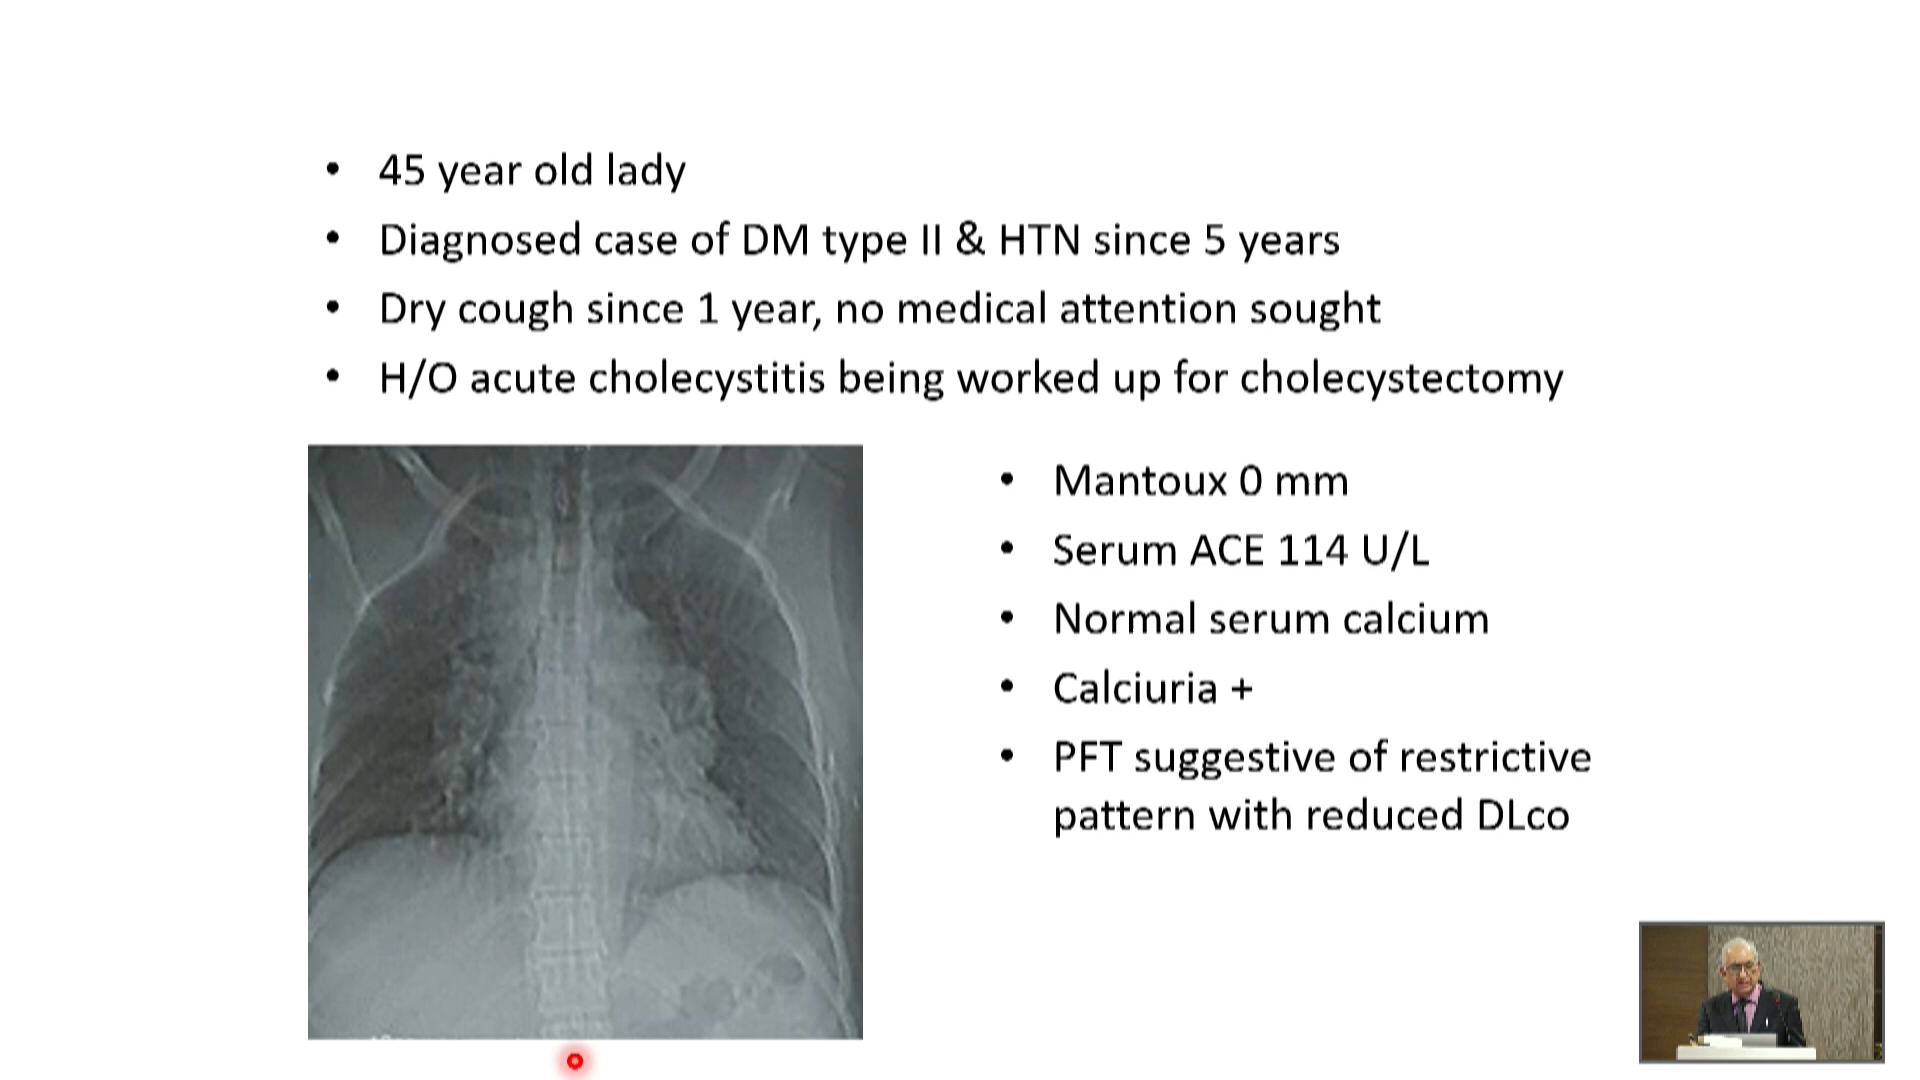 • 45 year old lady
• Diagnosed case of DM type II & HTN since 5 years
• Dry cough since 1 year, no medical attention sought
• H/O acute cholecystitis being worked up for cholecystectomy
• Mantoux 0 mm
• Serum ACE 114 U/L
• Normal serum calcium
• Calciuria +
• PFT suggestive of restrictive
pattern with reduced DLco